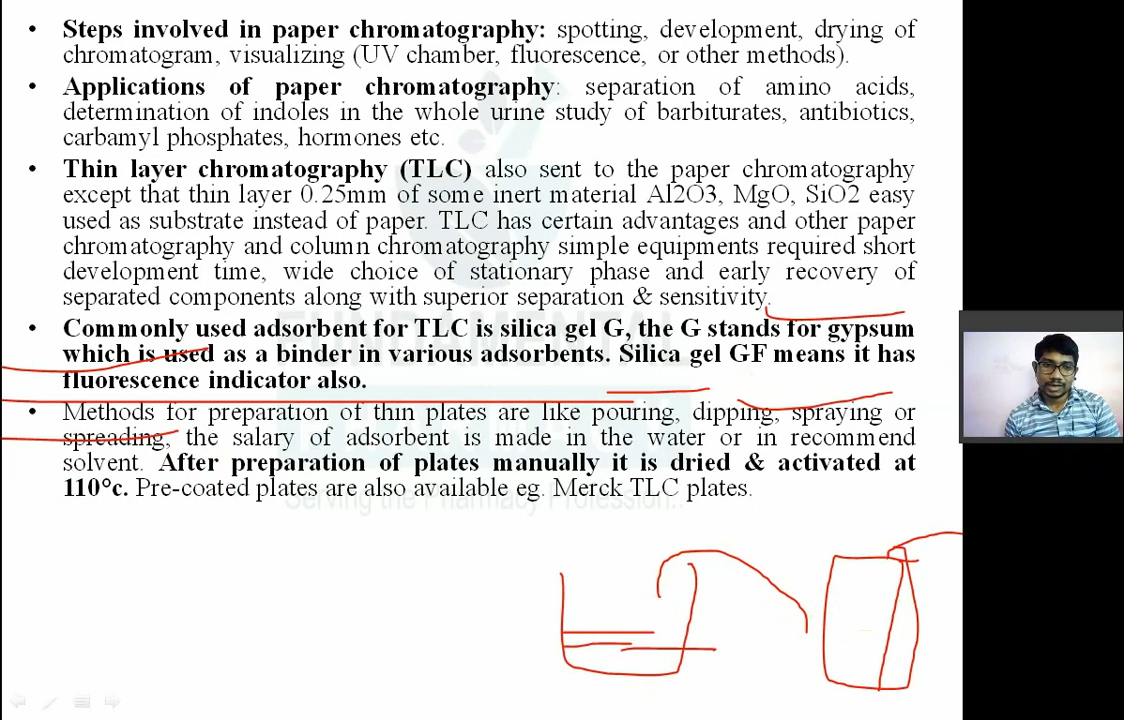 • Steps involved in paper chromatography: spotting, development, drying of
chromatogram, visualizing (UV chamber, fluorescence, or other methods).
• Applications of paper chromatography: separation of amino acids,
determination of indoles in the whole urine study of barbiturates, antibiotics,
carbamyl phosphates, hormones etc.
• Thin layer chromatography (TLC) also sent to the paper chromatography
except that thin layer 0.25mm of some inert material Al2O3, MgO, SiO2 easy
used as substrate instead of paper. TLC has certain advantages and other paper
chromatography and column chromatography simple equipments required short
development time, wide choice of stationary phase and early recovery of
separated components along with superior separation & sensitivity.
• Commonly used adsorbent for TLC is silica gel G, the G stands for gypsum
which is used as a binder in various adsorbents. Silica gel GF means it has
fluorescence indicator also.
• Methods for preparation of thin plates are like pouring, dipping, spraying or
spreading, the salary of adsorbent is made in the water or in recommend
solvent. After preparation of plates manually it is dried & activated at
110°c. Pre-coated plates are also available eg. Merck TLC plates.
FUNDAMENTAL
Serving the Pharmacy Profession..